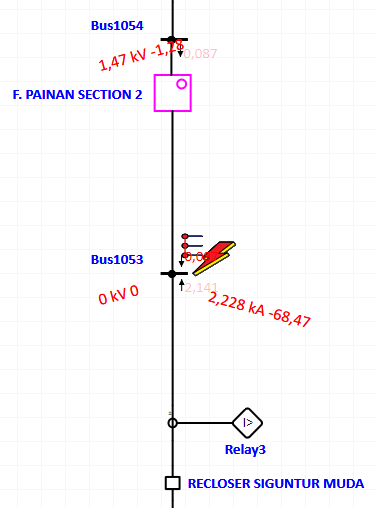 Bus1054
1,47 kV -1,28
0,087
F. PAINAN SECTION 2
Bus1053
0 kV 0
2,141
2,228 kA -68,47
I>
Relay3
RECLOSER SIGUNTUR MUDA